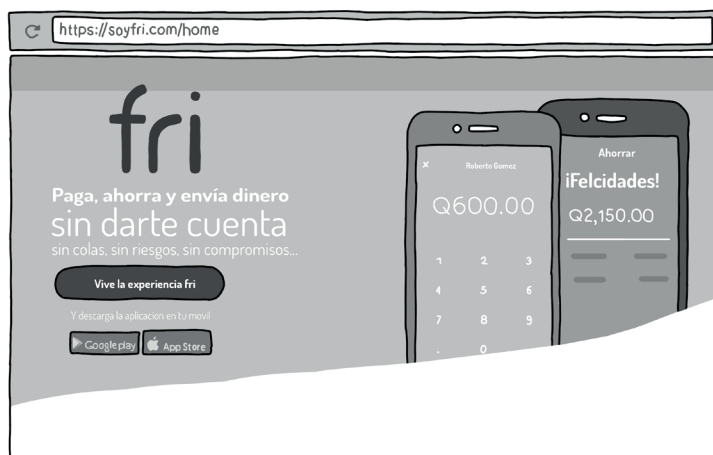 https://soyfri.com/home
fri
Paga, ahorra y envía dinero
sin darte cuenta
sin colas, sin riesgos, sin compromisos...
Vive la experiencia fri
Y descarga la aplicacion en tu movil
Google play
App Store
x Roberto Gomez
Q600.00
1 2 3
4 5 6
7 8 9
. 0
Ahorrar
¡Felcidades!
Q2,150.00